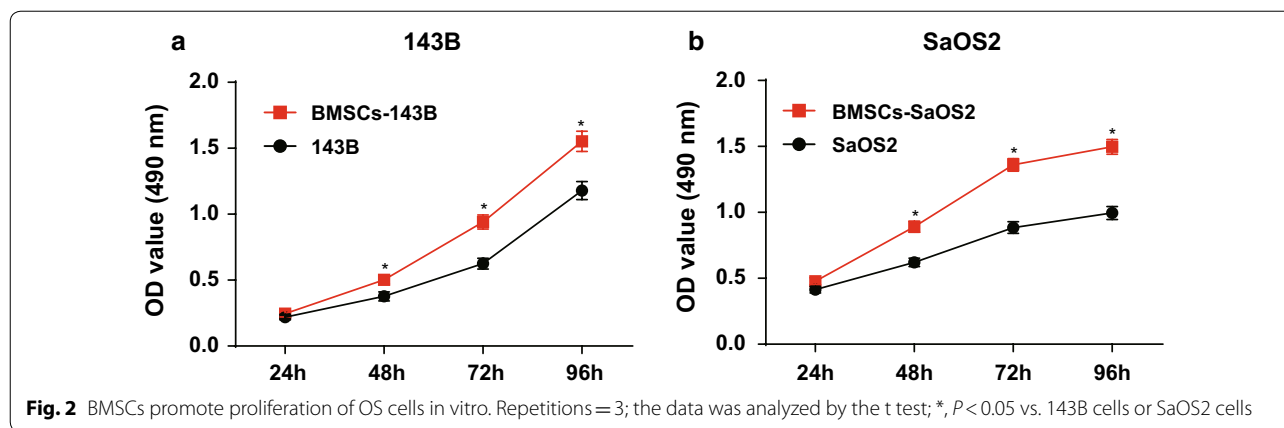 a
143B
OD value (490 nm)
2.0
1.5
1.0
0.5
0.0
BMSCs-143B
143B
*
*
*
24h
48h
72h
96h
b
SaOS2
OD value (490 nm)
2.0
1.5
1.0
0.5
0.0
BMSCs-SaOS2
SaOS2
*
*
*
24h
48h
72h
96h
Fig. 2 BMSCs promote proliferation of OS cells in vitro. Repetitions = 3; the data was analyzed by the t test; *, P < 0.05 vs. 143B cells or SaOS2 cells